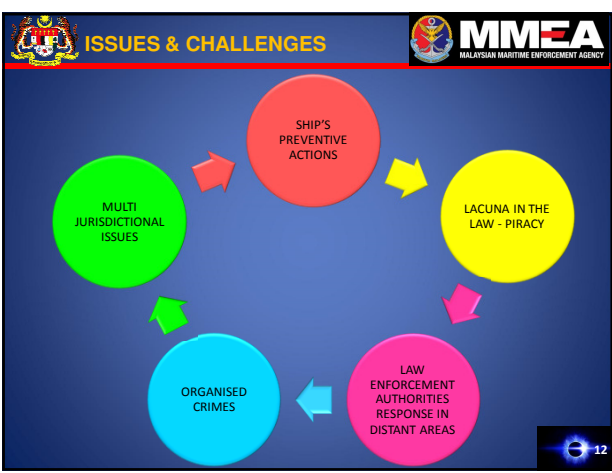 ISSUES & CHALLENGES
MMEA
MALAYSIAN MARITIME ENFORCEMENT AGENCY
SHIP'S
PREVENTIVE
ACTIONS
LACUNA IN THE
LAW - PIRACY
LAW
ENFORCEMENT
AUTHORITIES
RESPONSE IN
DISTANT AREAS
ORGANISED
CRIMES
MULTI
JURISDICTIONAL
ISSUES
12